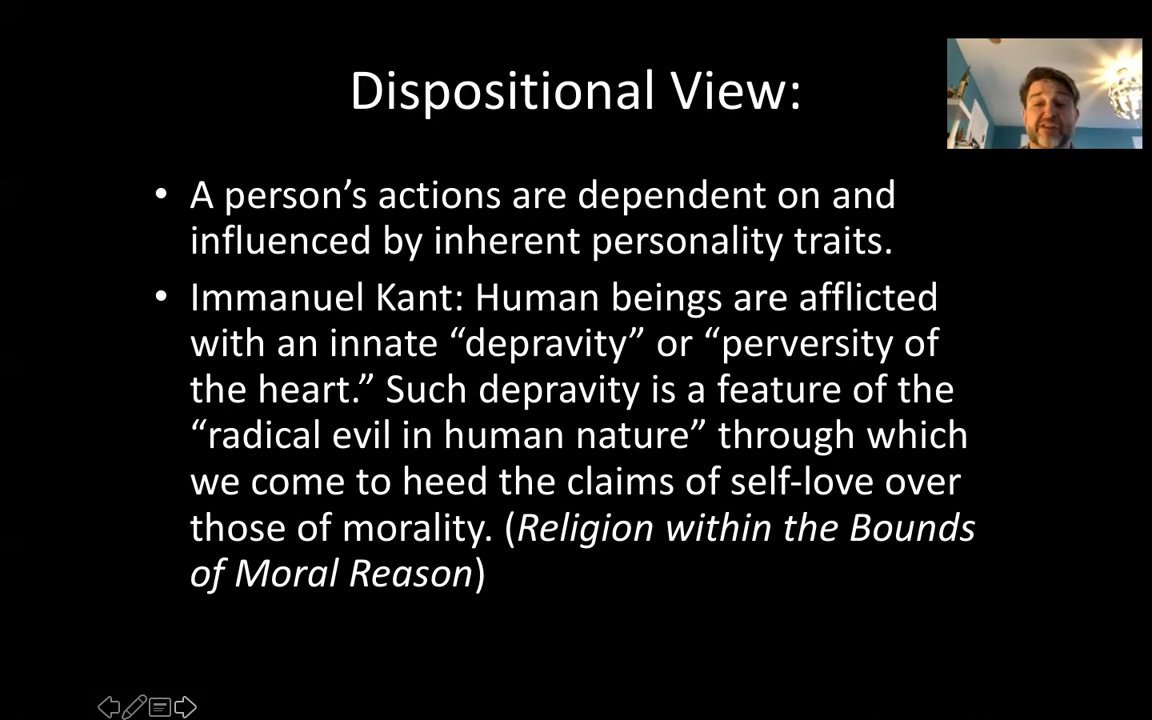 Dispositional View:
• A person’s actions are dependent on and
influenced by inherent personality traits.
• Immanuel Kant: Human beings are afflicted
with an innate “depravity” or “perversity of
the heart.” Such depravity is a feature of the
“radical evil in human nature” through which
we come to heed the claims of self-love over
those of morality. (Religion within the Bounds
of Moral Reason)